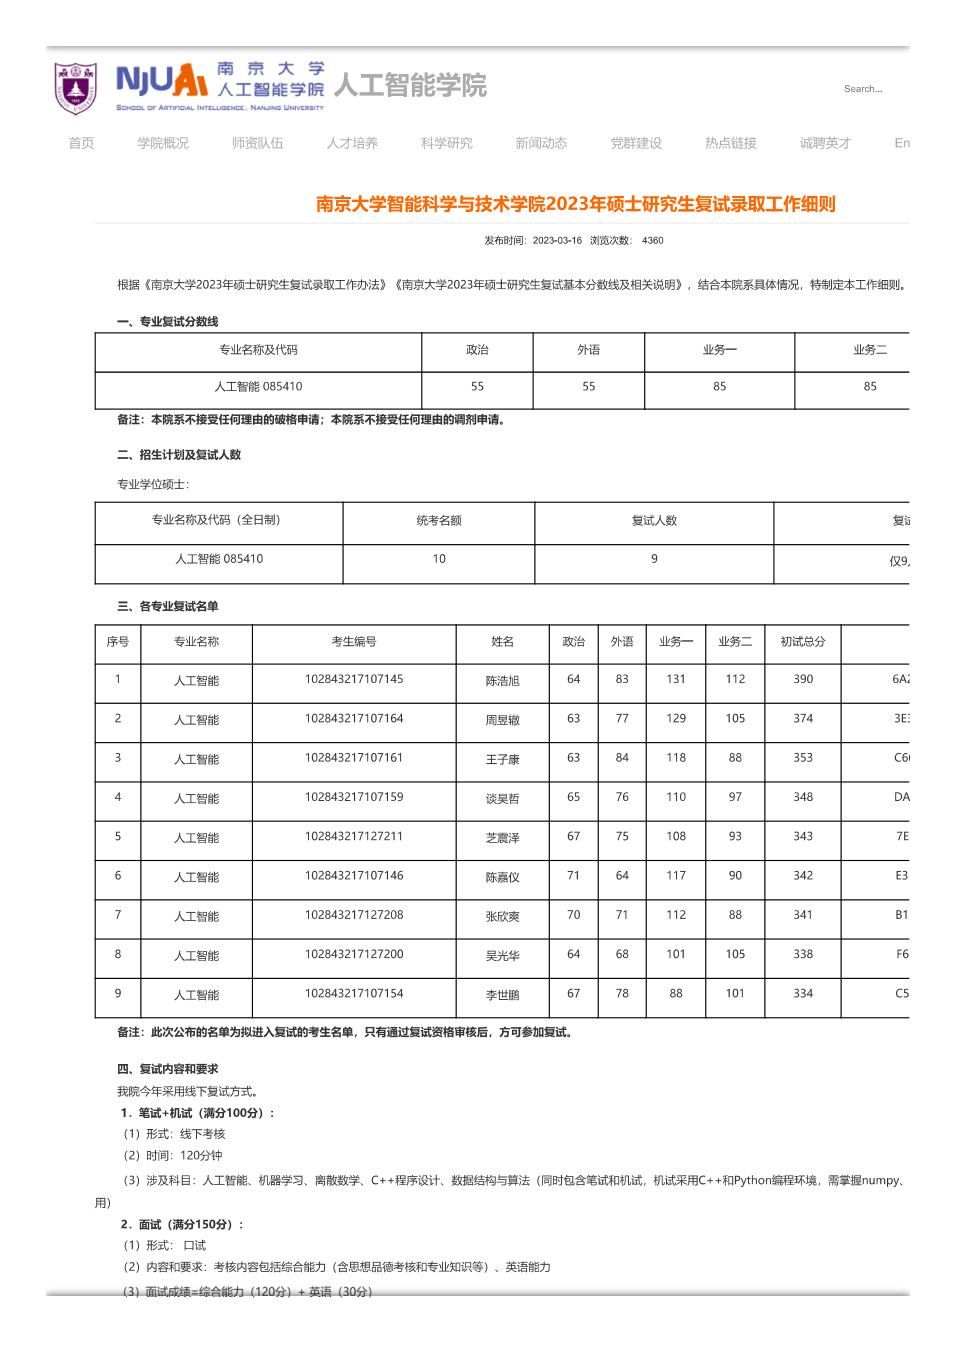 NJUAI 南京大学 人工智能学院 人工智能学院
SCHOOL OF ARTIFICIAL INTELLIGENCE, NANJING UNIVERSITY
Search...
首页 学院概况 师资队伍 人才培养 科学研究 新闻动态 党群建设 热点链接 诚聘英才 En
南京大学智能科学与技术学院2023年硕士研究生复试录取工作细则
发布时间：2023-03-16 浏览次数： 4360
根据《南京大学2023年硕士研究生复试录取工作办法》《南京大学2023年硕士研究生复试基本分数线及相关说明》，结合本院系具体情况，特制定本工作细则。
一、专业复试分数线
专业名称及代码 政治 外语 业务一 业务二
人工智能 085410 55 55 85 85
备注：本院系不接受任何理由的破格申请；本院系不接受任何理由的调剂申请。
二、招生计划及复试人数
专业学位硕士：
专业名称及代码（全日制） 统考名额 复试人数 复试
人工智能 085410 10 9 仅9,
三、各专业复试名单
序号 专业名称 考生编号 姓名 政治 外语 业务一 业务二 初试总分
1 人工智能 102843217107145 陈浩旭 64 83 131 112 390 6A2
2 人工智能 102843217107164 周昱辙 63 77 129 105 374 3E3
3 人工智能 102843217107161 王子康 63 84 118 88 353 C6
4 人工智能 102843217107159 谈昊哲 65 76 110 97 348 DA
5 人工智能 102843217127211 芝震泽 67 75 108 93 343 7E
6 人工智能 102843217107146 陈嘉仪 71 64 117 90 342 E3
7 人工智能 102843217127208 张欣爽 70 71 112 88 341 B1
8 人工智能 102843217127200 吴光华 64 68 101 105 338 F6
9 人工智能 102843217107154 李世鹏 67 78 88 101 334 C5
备注：此次公布的名单为拟进入复试的考生名单，只有通过复试资格审核后，方可参加复试。
四、复试内容和要求
我院今年采用线下复试方式。
1．笔试+机试（满分100分）：
（1）形式：线下考核
（2）时间：120分钟
（3）涉及科目：人工智能、机器学习、离散数学、C++程序设计、数据结构与算法（同时包含笔试和机试，机试采用C++和Python编程环境，需掌握numpy、
用）
2．面试（满分150分）：
（1）形式： 口试
（2）内容和要求：考核内容包括综合能力（含思想品德考核和专业知识等）、英语能力
（3）面试成绩=综合能力（120分）+ 英语（30分）